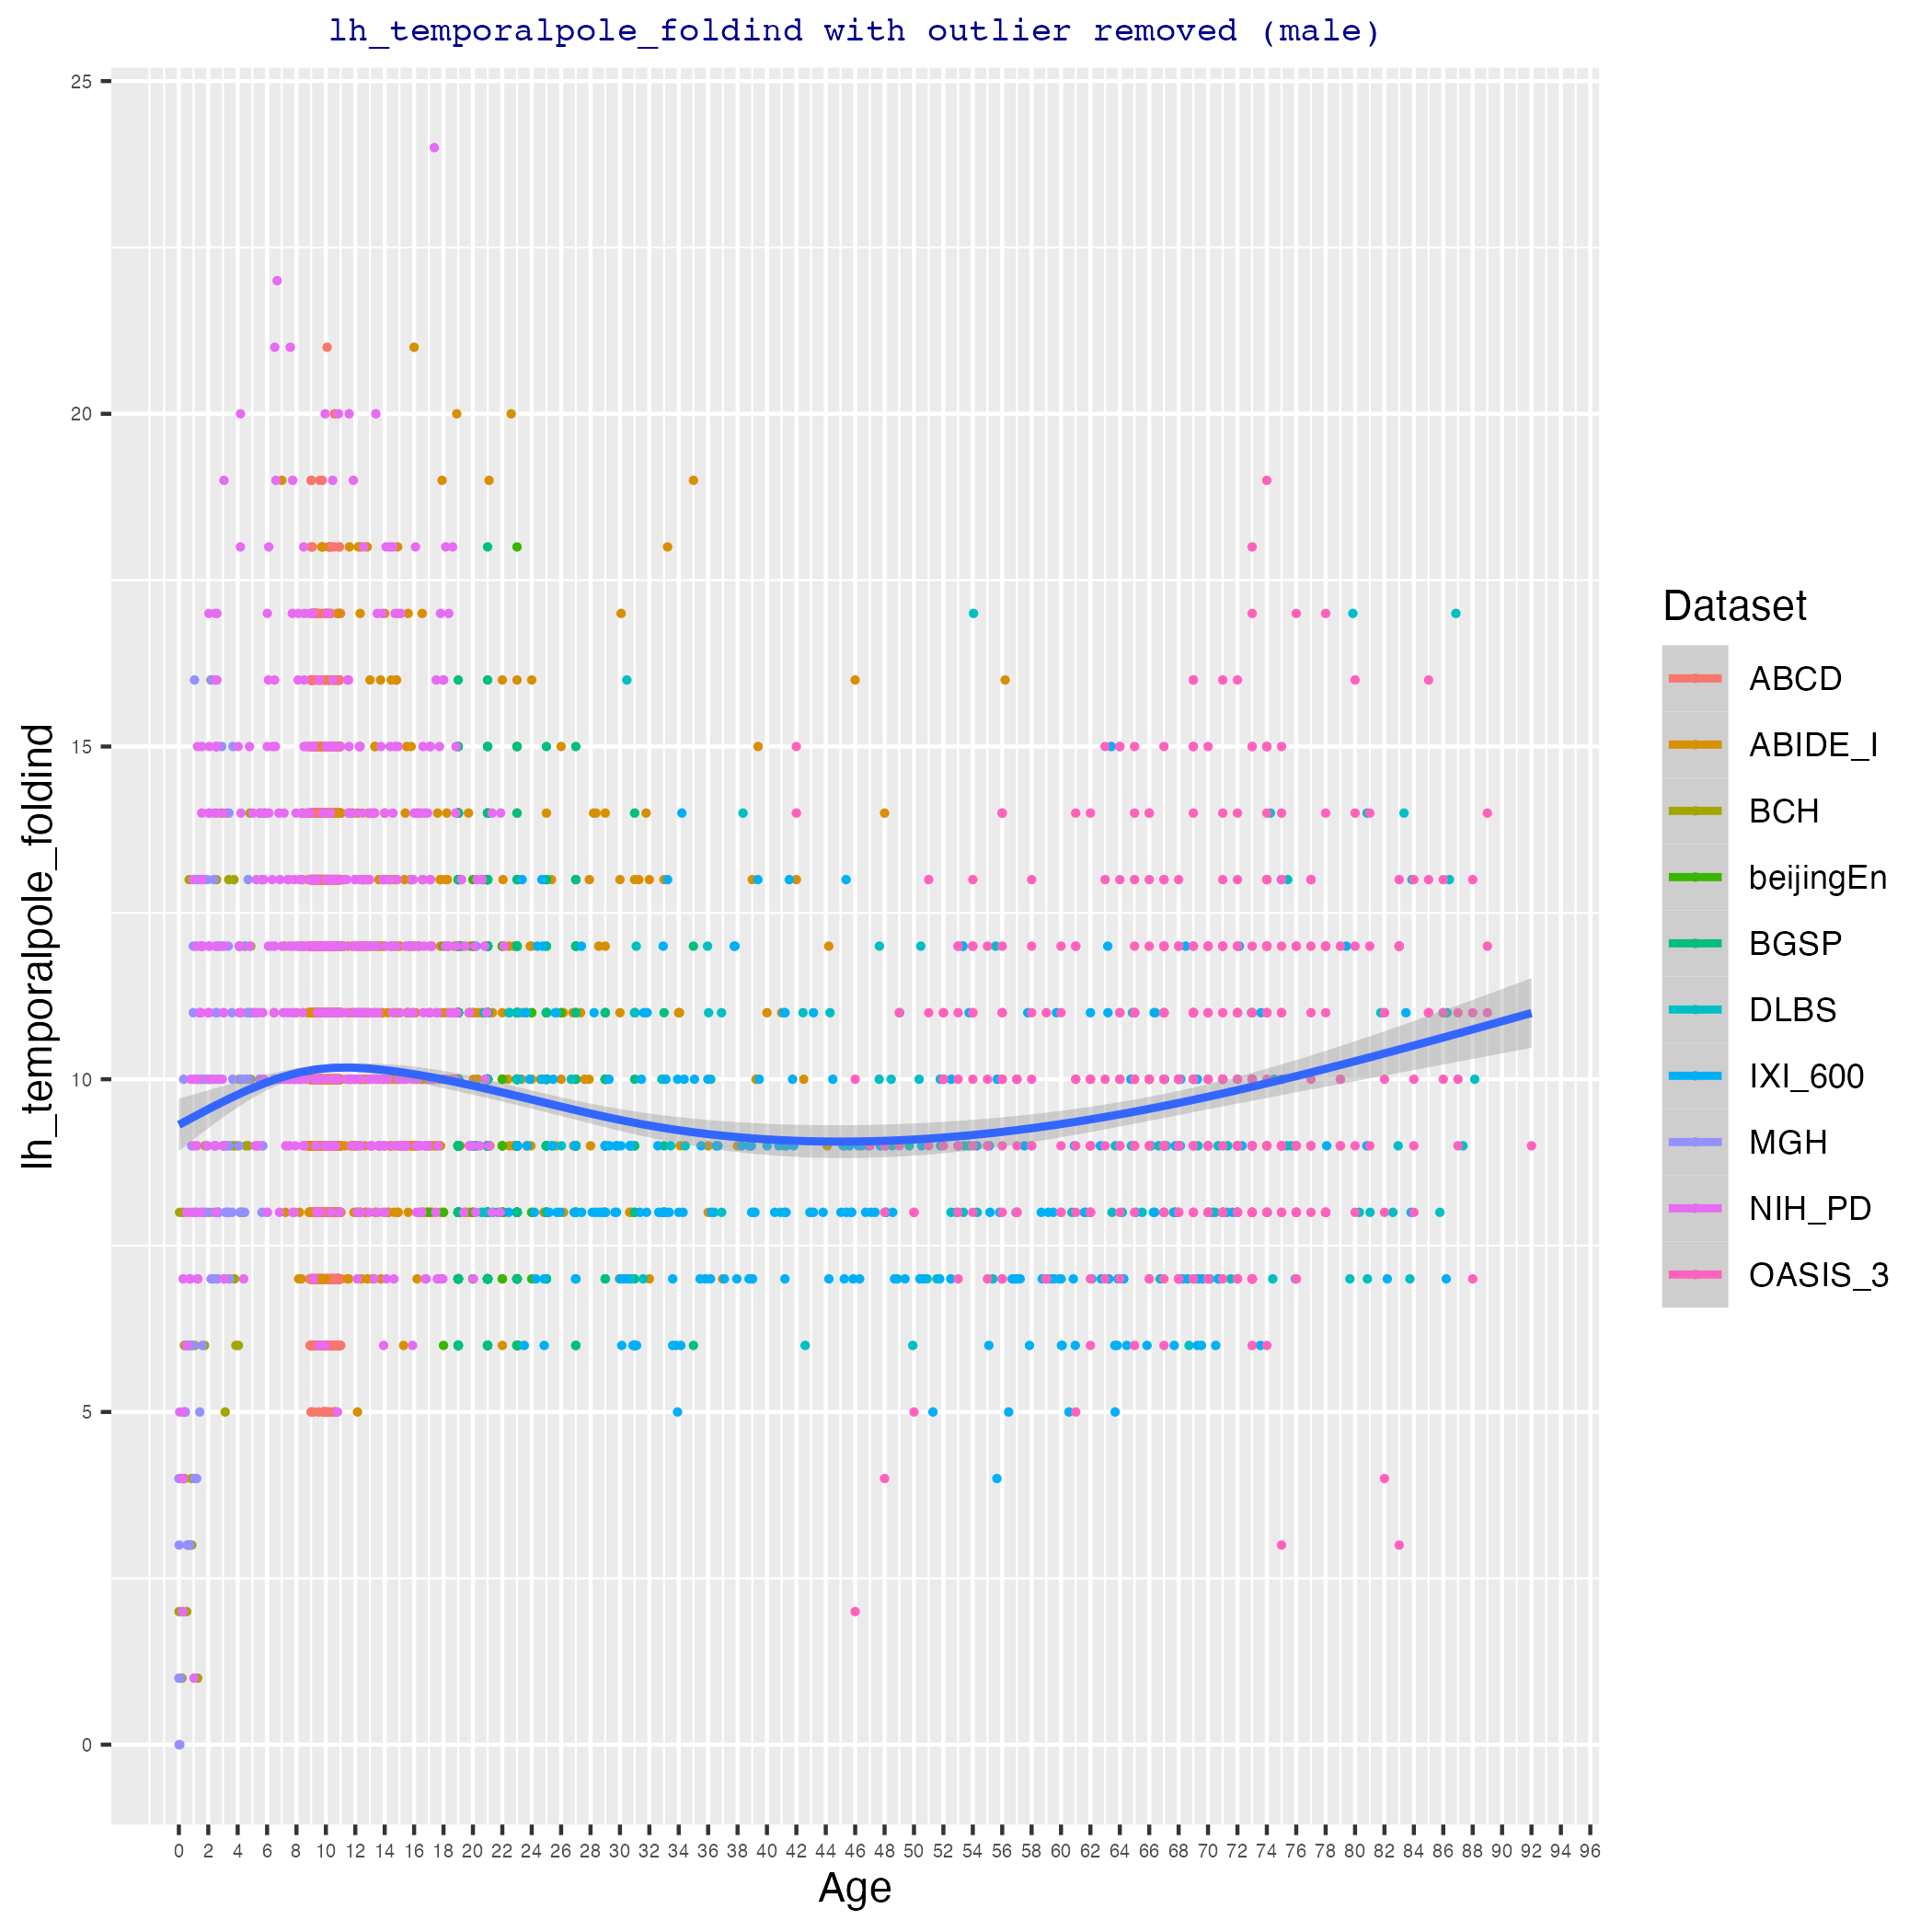 lh_temporalpole_foldind with outlier removed (male)
25
20
15
10
5
0
lh_temporalpole_foldind
0 2 4 6 8 10 12 14 16 18 20 22 24 26 28 30 32 34 36 38 40 42 44 46 48 50 52 54 56 58 60 62 64 66 68 70 72 74 76 78 80 82 84 86 88 90 92 94 96
Age
Dataset
ABCD
ABIDE_I
BCH
beijingEn
BGSP
DLBS
IXI_600
MGH
NIH_PD
OASIS_3